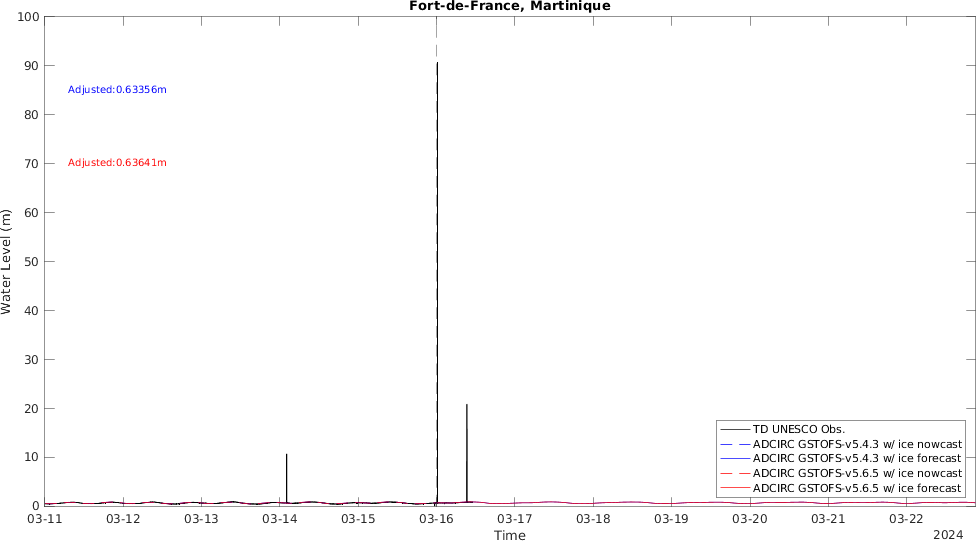 Fort-de-France, Martinique
100
90
80
70
60
50
40
30
20
10
0
Water Level (m)
Adjusted:0.63356m
Adjusted:0.63641m
TD UNESCO Obs.
ADCIRC GSTOFS-v5.4.3 w/ ice nowcast
ADCIRC GSTOFS-v5.4.3 w/ ice forecast
ADCIRC GSTOFS-v5.6.5 w/ ice nowcast
ADCIRC GSTOFS-v5.6.5 w/ ice forecast
03-11 03-12 03-13 03-14 03-15 03-16 03-17 03-18 03-19 03-20 03-21 03-22
Time
2024